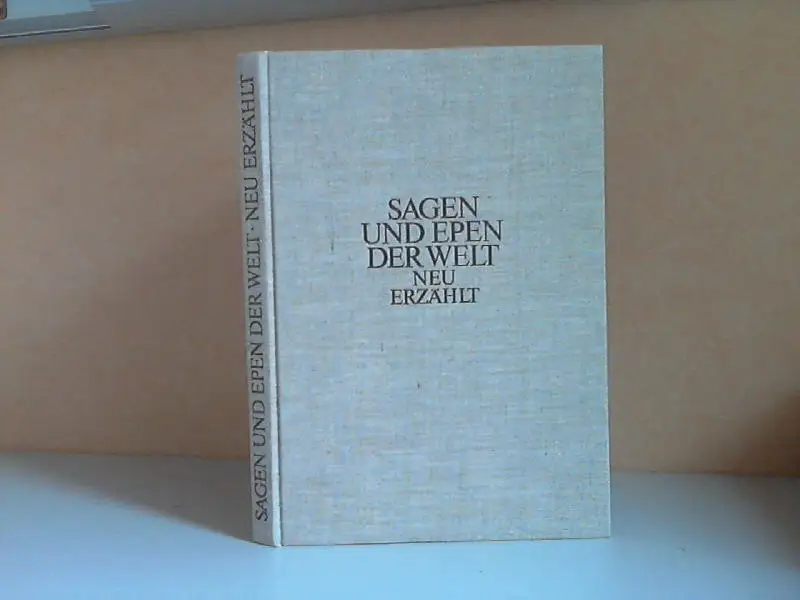 SAGEN UND EPEN DER WELT · NEU ERZÄHLT
SAGEN
UND EPEN
DER WELT
NEU
ERZÄHLT